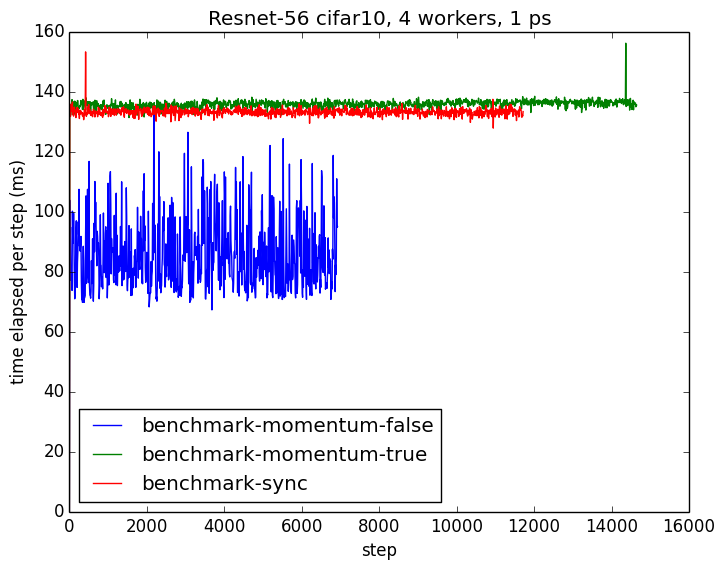 Resnet-56 cifar10, 4 workers, 1 ps
160
140
120
100
80
60
40
20
0
time elapsed per step (ms)
benchmark-momentum-false
benchmark-momentum-true
benchmark-sync
0 2000 4000 6000 8000 10000 12000 14000 16000
step